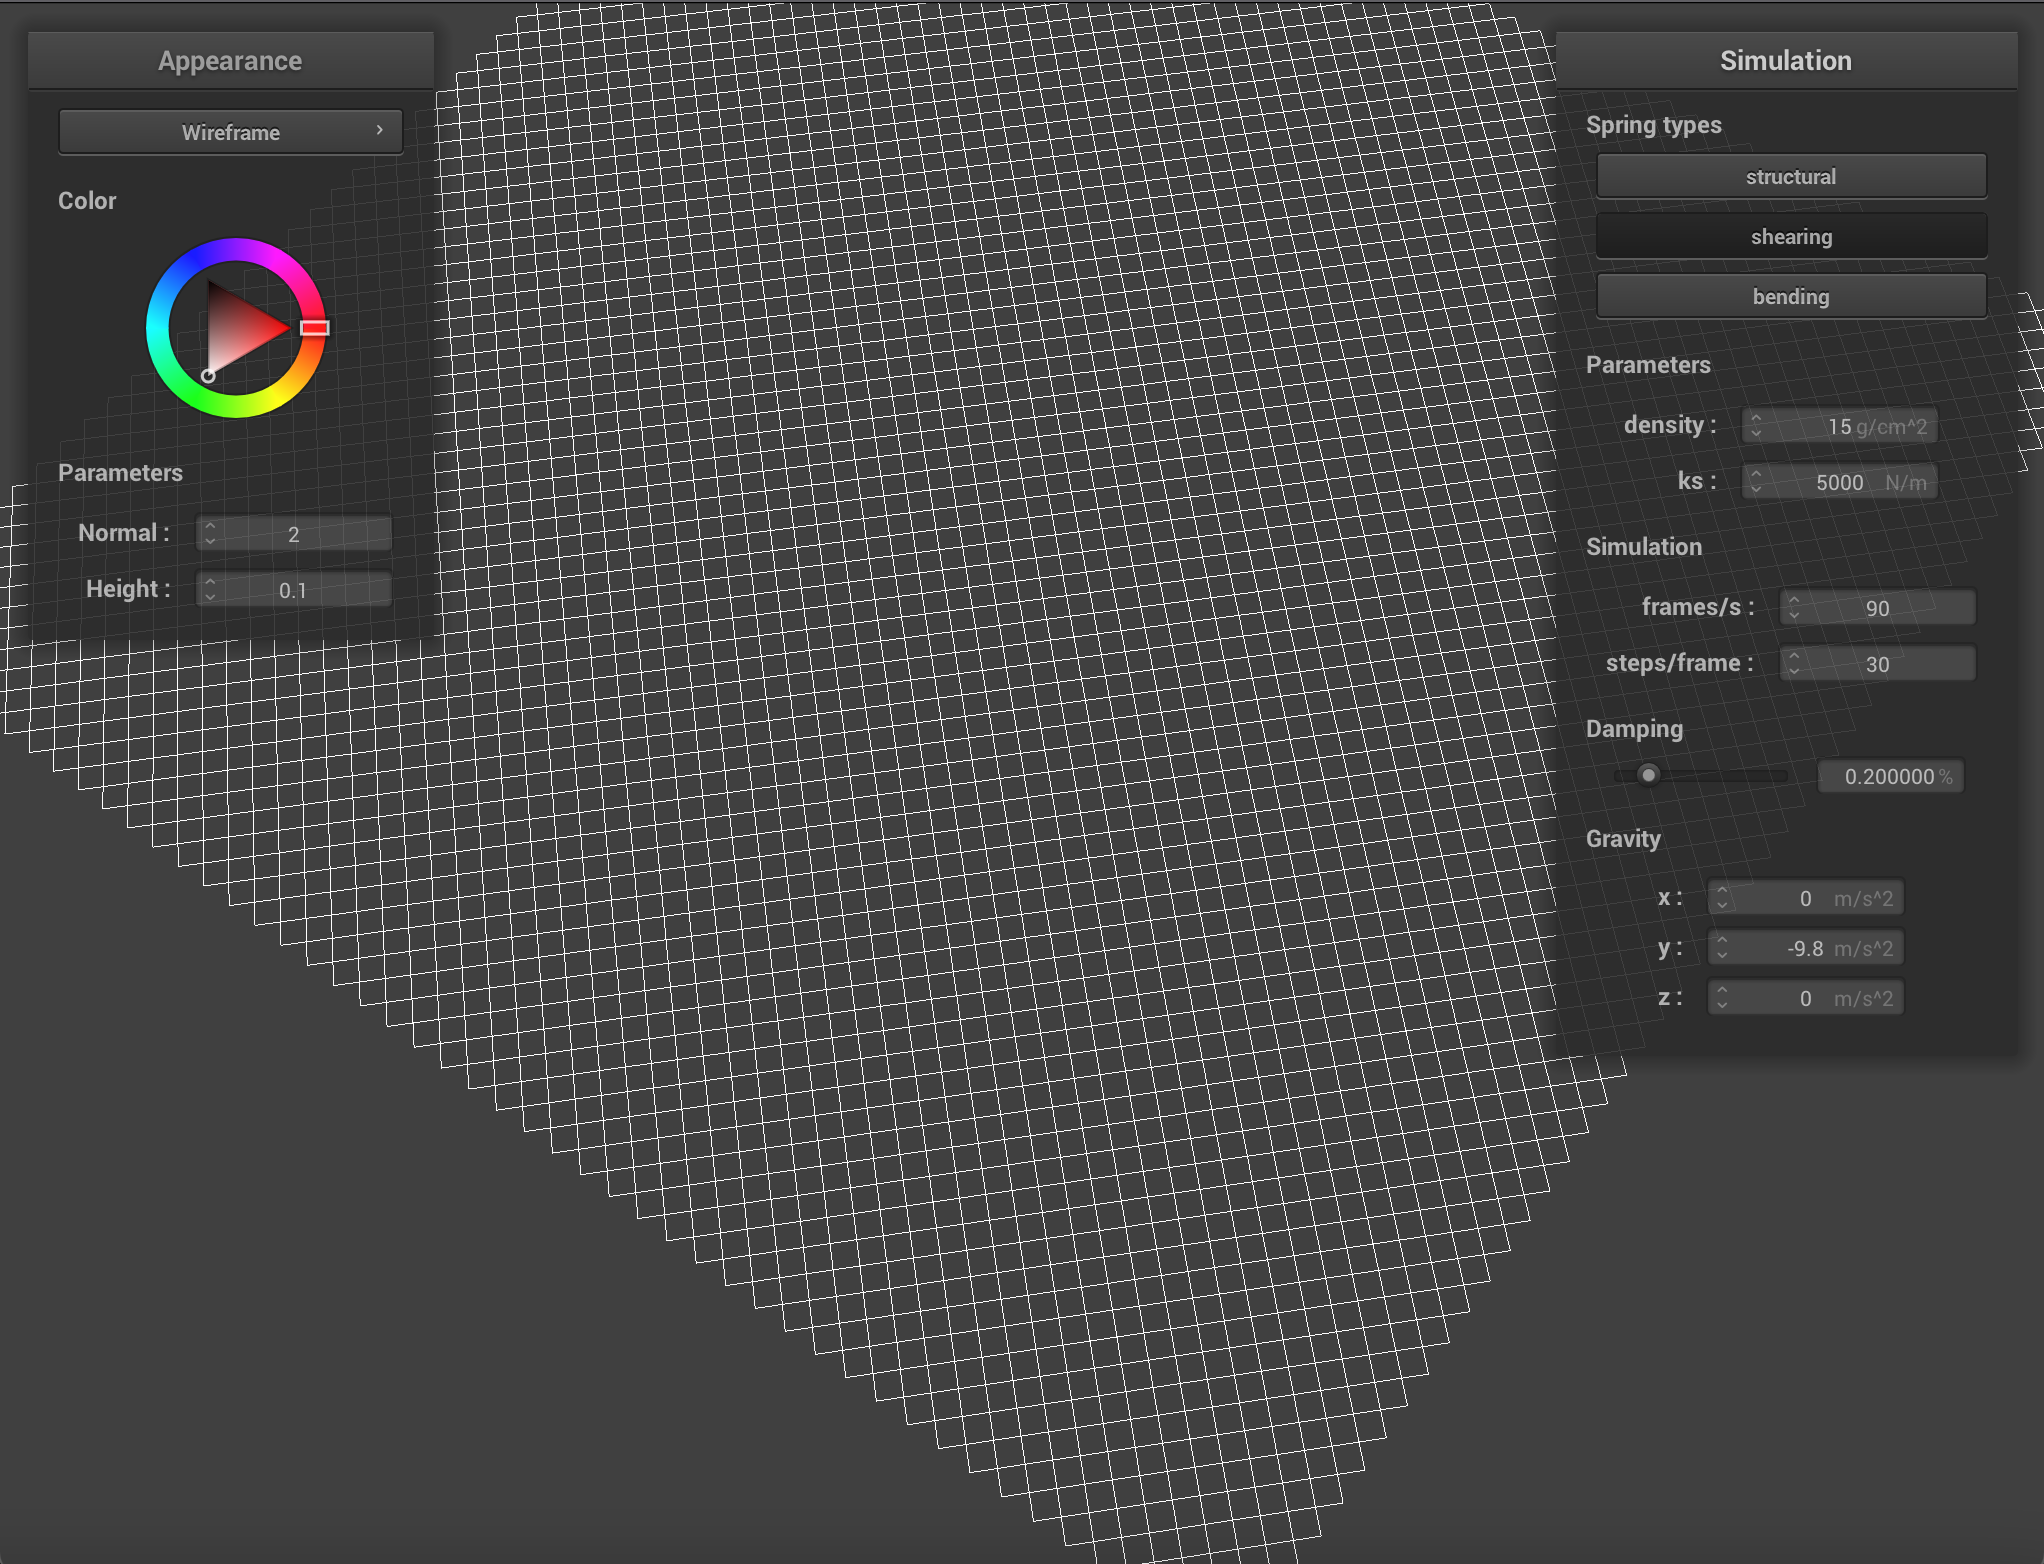 Appearance
Wireframe
Color
Parameters
Normal : 2
Height : 0.1
Simulation
Spring types
structural
shearing
bending
Parameters
density : 15 g/cm^2
ks : 5000 N/m
Simulation
frames/s : 90
steps/frame : 30
Damping
0.200000 %
Gravity
x : 0 m/s^2
y : -9.8 m/s^2
z : 0 m/s^2